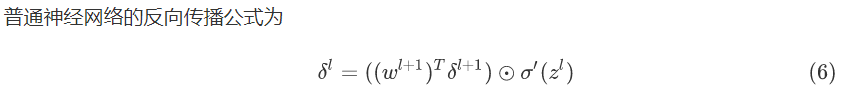 普通神经网络的反向传播公式为
δ^l = ((w^{l+1})^T δ^{l+1}) ⊙ σ′(z^l) (6)